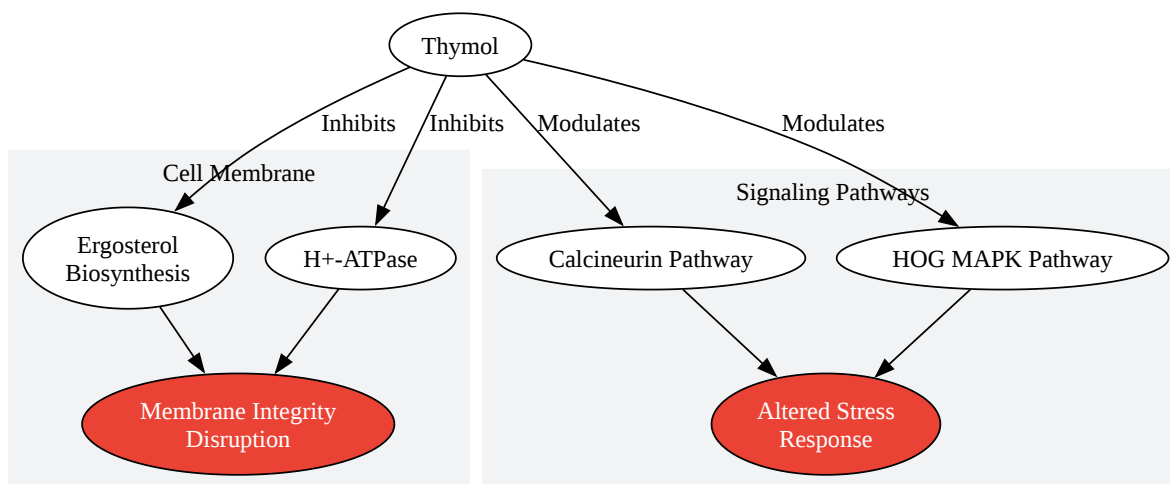 Thymol
Inhibits
Inhibits
Modulates
Modulates
Cell Membrane
Signaling Pathways
Ergosterol
Biosynthesis
H+-ATPase
Calcineurin Pathway
HOG MAPK Pathway
Membrane Integrity
Disruption
Altered Stress
Response